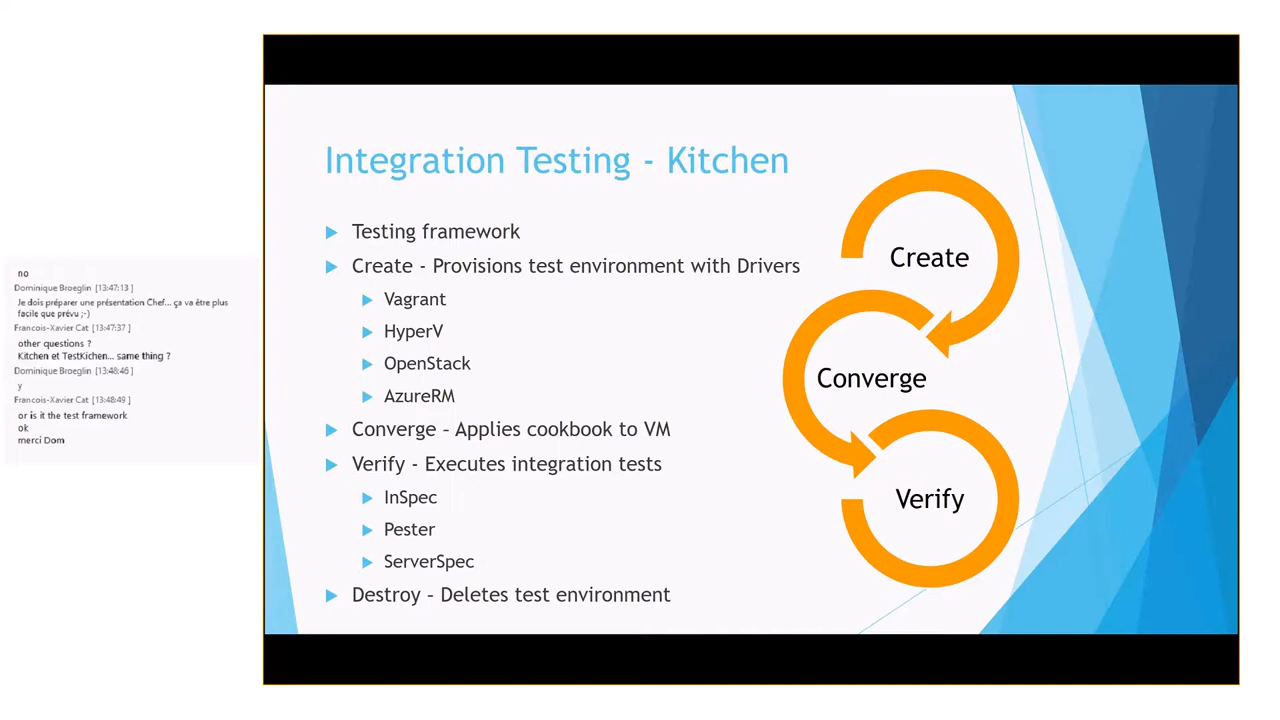 no
Dominique Broeglin [13:47:13 ]
Je dois préparer une présentation Chef... ça va être plus
facile que prévu ;-)
Francois-Xavier Cat [13:47:37 ]
other questions ?
Kitchen et TestKichen... same thing ?
Dominique Broeglin [13:48:46 ]
y
Francois-Xavier Cat [13:48:49 ]
or is it the test framework
ok
merci Dom
Integration Testing - Kitchen
Testing framework
Create - Provisions test environment with Drivers
Vagrant
HyperV
OpenStack
AzureRM
Converge – Applies cookbook to VM
Verify - Executes integration tests
InSpec
Pester
ServerSpec
Destroy – Deletes test environment
Create
Converge
Verify